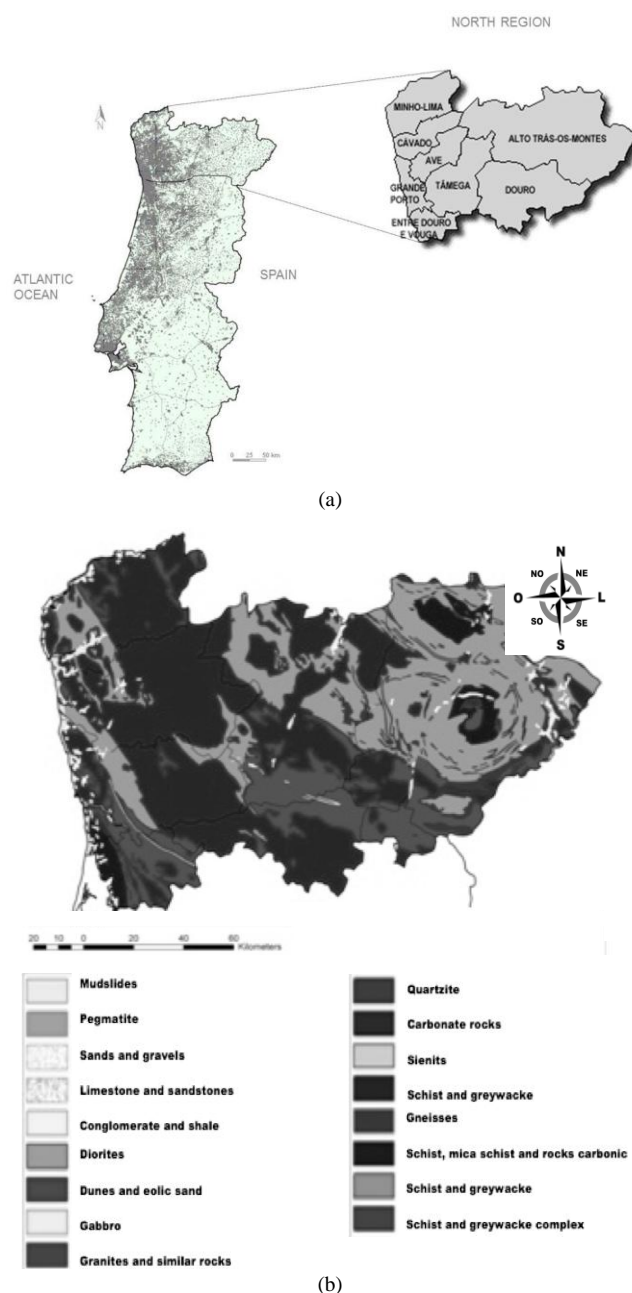 NORTH REGION
MINHO-LIMA
CÁVADO
ALTO TRÁS-OS-MONTES
AVE
GRANDE
PORTO
TÂMEGA
DOURO
ENTRE DOURO
E VOUGA
ATLANTIC
OCEAN
SPAIN
N
0 25 50 km
(a)
N
NO NE
O L
SO SE
S
20 10 0 20 40 60
Kilometers
Mudslides
Pegmatite
Sands and gravels
Limestone and sandstones
Conglomerate and shale
Diorites
Dunes and eolic sand
Gabbro
Granites and similar rocks
Quartzite
Carbonate rocks
Sienits
Schist and greywacke
Gneisses
Schist, mica schist and rocks carbonic
Schist and greywacke
Schist and greywacke complex
(b)